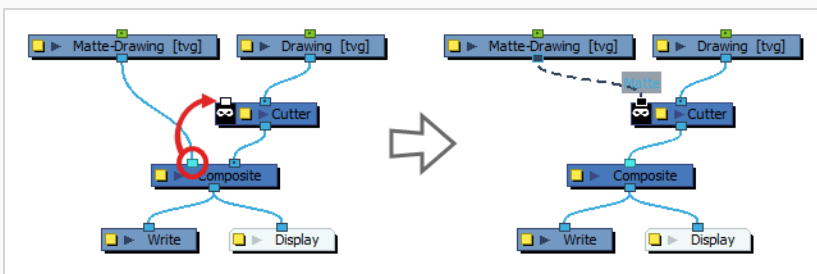 Matte-Drawing [tvg]
Drawing [tvg]
Cutter
Composite
Write
Display
Matte-Drawing [tvg]
Drawing [tvg]
Matte
Cutter
Composite
Write
Display